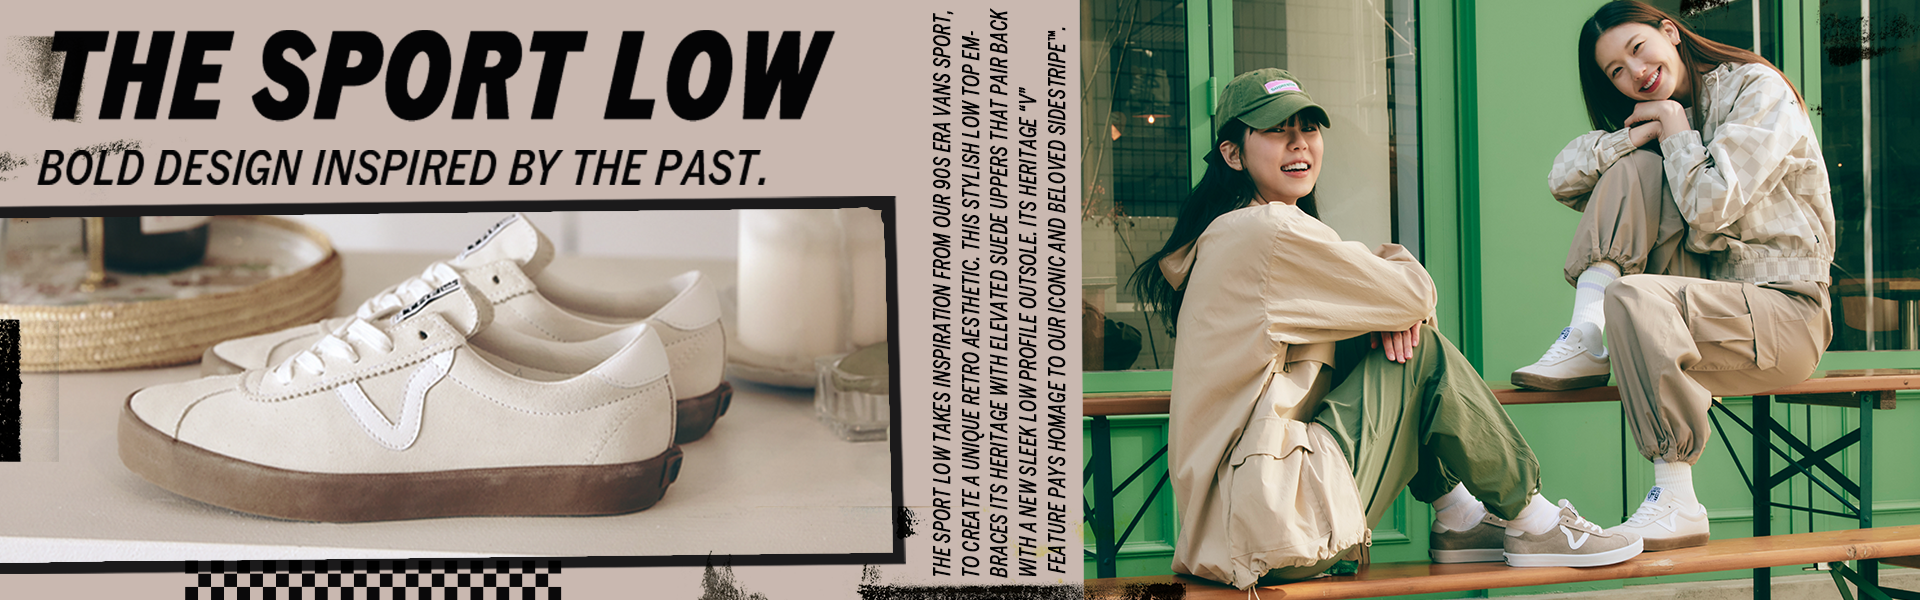 THE SPORT LOW
BOLD DESIGN INSPIRED BY THE PAST.
THE SPORT LOW TAKES INSPIRATION FROM OUR 90S ERA VANS SPORT,
TO CREATE A UNIQUE RETRO AESTHETIC. THIS STYLISH LOW TOP EM-
BRACES ITS HERITAGE WITH ELEVATED SUEDE UPPERS THAT PAIR BACK
WITH A NEW SLEEK LOW PROFILE OUTSOLE. ITS HERITAGE “V”
FEATURE PAYS HOMAGE TO OUR ICONIC AND BELOVED SIDESTRIPE™.